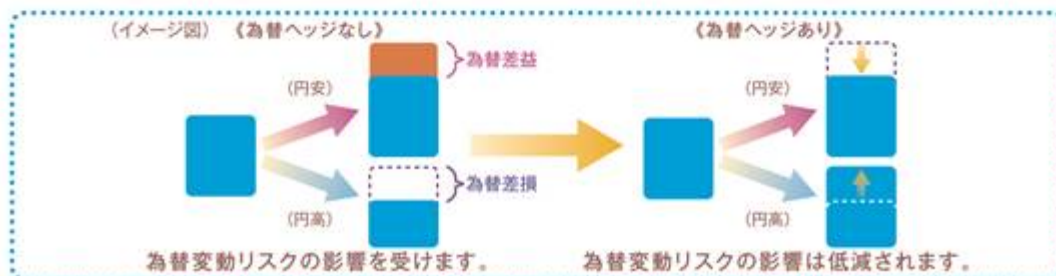 (イメージ図) 《為替ヘッジなし》
《為替ヘッジあり》
為替差益
(円安)
(円安)
為替差損
(円高)
(円高)
為替変動リスクの影響を受けます。
為替変動リスクの影響は低減されます。